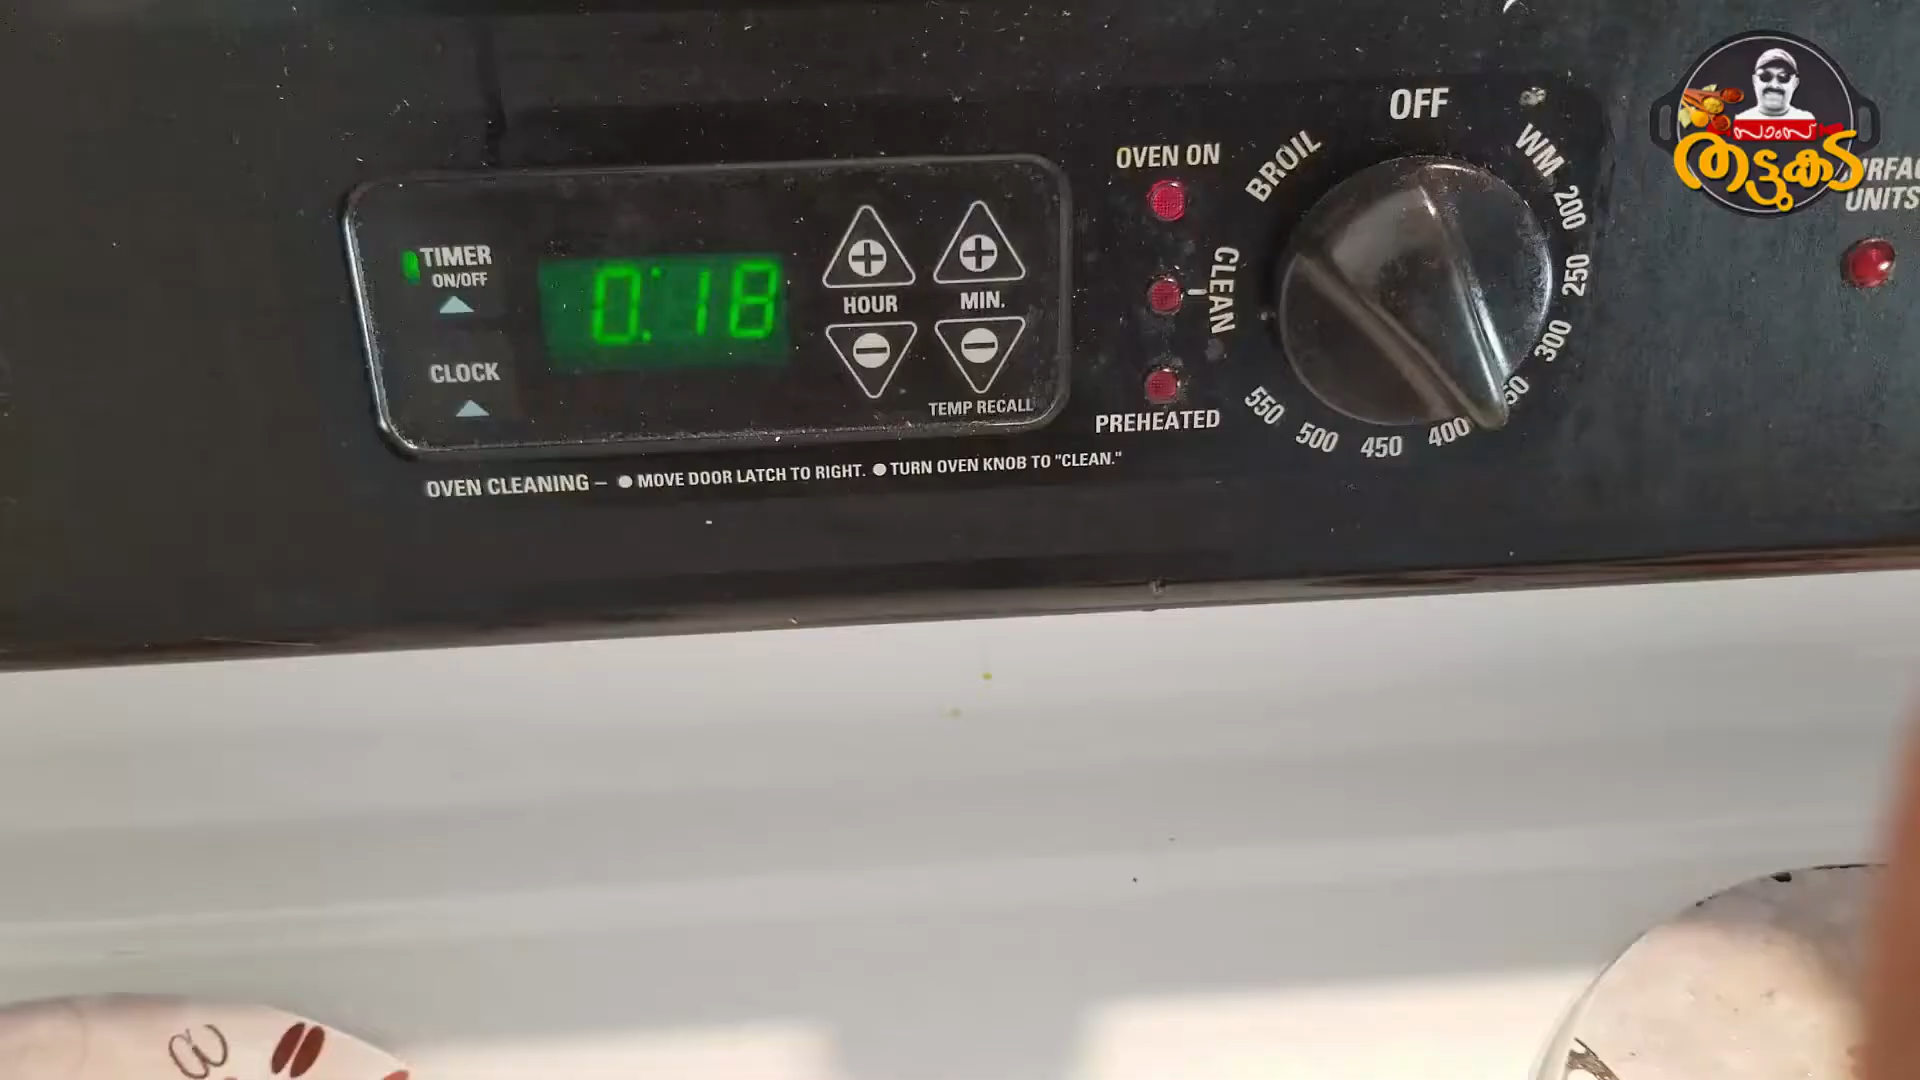 OFF
BROIL
WM
200
250
300
50
400
450
500
550
CLEAN
OVEN ON
PREHEATED
TIMER
ON/OFF
CLOCK
0:18
HOUR
MIN.
TEMP RECALL
OVEN CLEANING – ● MOVE DOOR LATCH TO RIGHT. ● TURN OVEN KNOB TO "CLEAN."
സാംസ്
തട്ടുകട
UNITS